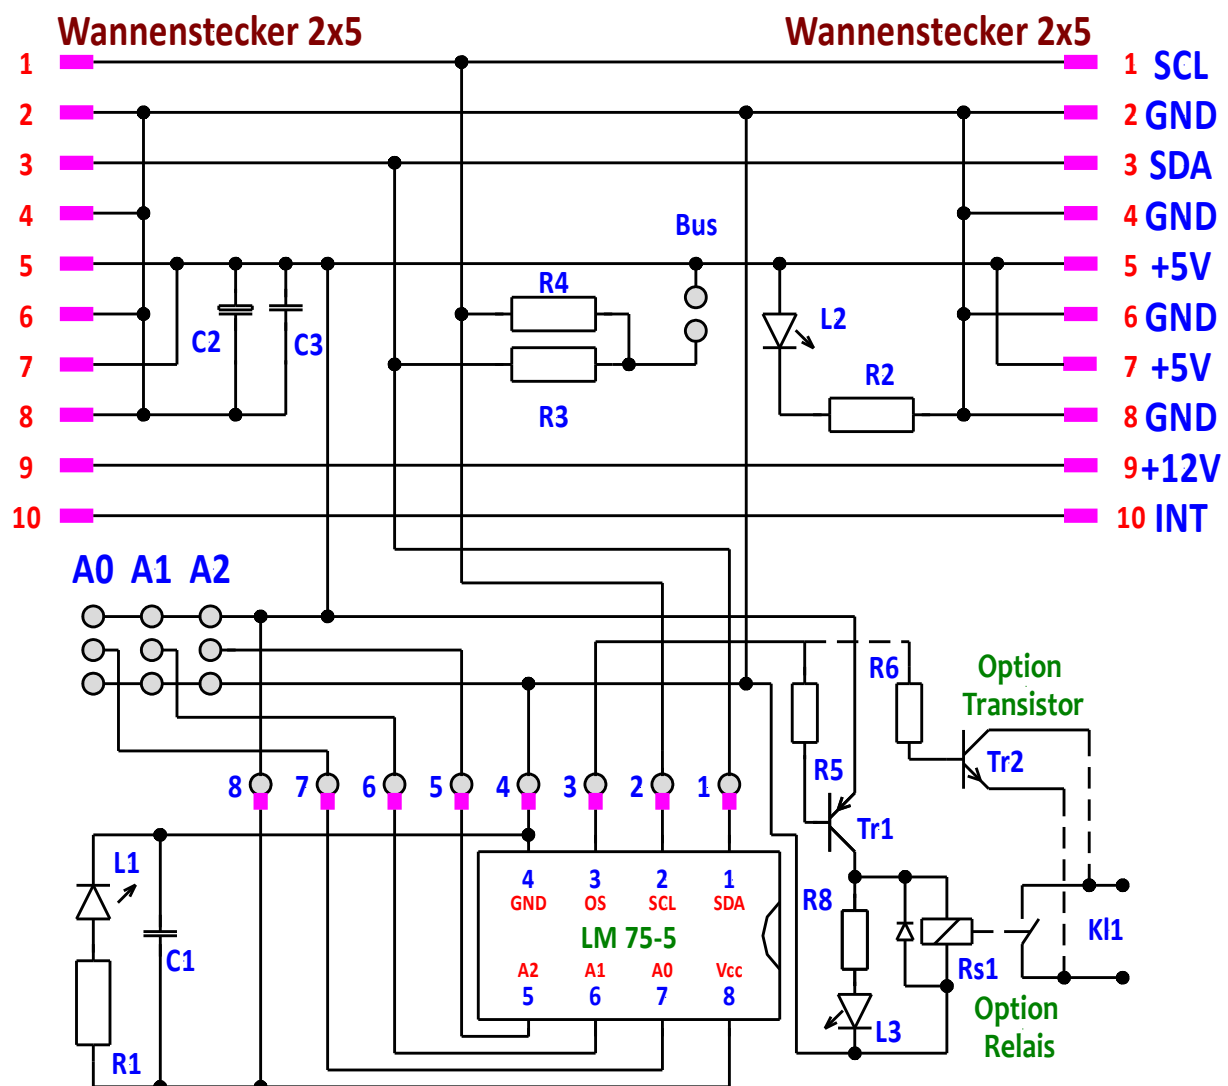 Wannenstecker 2x5 Wannenstecker 2x5
1 1 SCL
2 2 GND
3 3 SDA
4 4 GND
Bus
5 5 +5V
R4
6 C2 C3 L2 6 GND
7 R2 7 +5V
8 R3 8 GND
9 9 +12V
10 10 INT
A0 A1 A2
R6 Option
Transistor
Tr2
8 7 6 5 4 3 2 1 R5
Tr1
L1
4 3 2 1 R8
GND OS SCL SDA
LM 75-5 Kl1
C1
A2 A1 A0 Vcc Rs1
5 6 7 8 Option
L3 Relais
R1